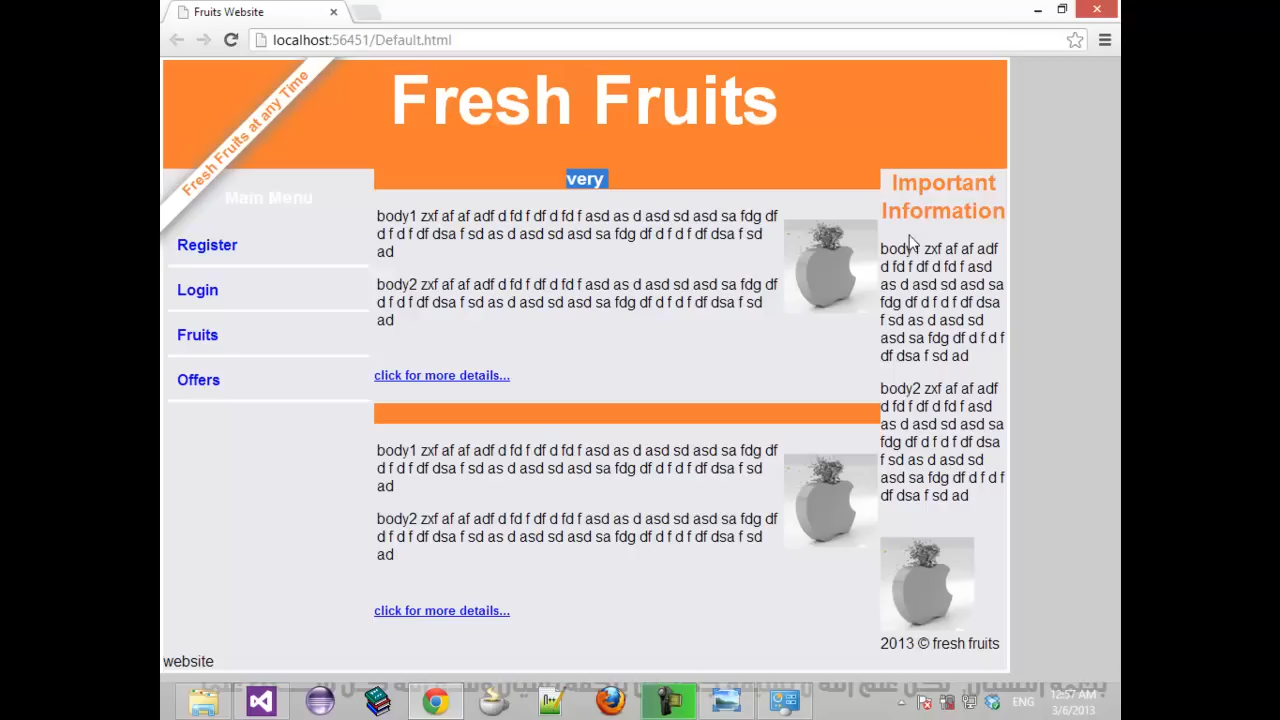 Fruits Website
localhost:56451/Default.html
Fresh Fruits at any Time
Fresh Fruits
Main Menu
Register
Login
Fruits
Offers
very
body1 zxf af af adf d fd f df d fd f asd as d asd sd asd sa fdg df
d f d f df dsa f sd as d asd sd asd sa fdg df d f d f df dsa f sd
ad
body2 zxf af af adf d fd f df d fd f asd as d asd sd asd sa fdg df
d f d f df dsa f sd as d asd sd asd sa fdg df d f d f df dsa f sd
ad
click for more details...
body1 zxf af af adf d fd f df d fd f asd as d asd sd asd sa fdg df
d f d f df dsa f sd as d asd sd asd sa fdg df d f d f df dsa f sd
ad
body2 zxf af af adf d fd f df d fd f asd as d asd sd asd sa fdg df
d f d f df dsa f sd as d asd sd asd sa fdg df d f d f df dsa f sd
ad
click for more details...
Important
Information
body1 zxf af af adf
d fd f df d fd f asd
as d asd sd asd sa
fdg df d f d f df dsa
f sd as d asd sd
asd sa fdg df d f d f
df dsa f sd ad
body2 zxf af af adf
d fd f df d fd f asd
as d asd sd asd sa
fdg df d f d f df dsa
f sd as d asd sd
asd sa fdg df d f d f
df dsa f sd ad
2013 © fresh fruits
website
ENG
12:57 AM
3/6/2013